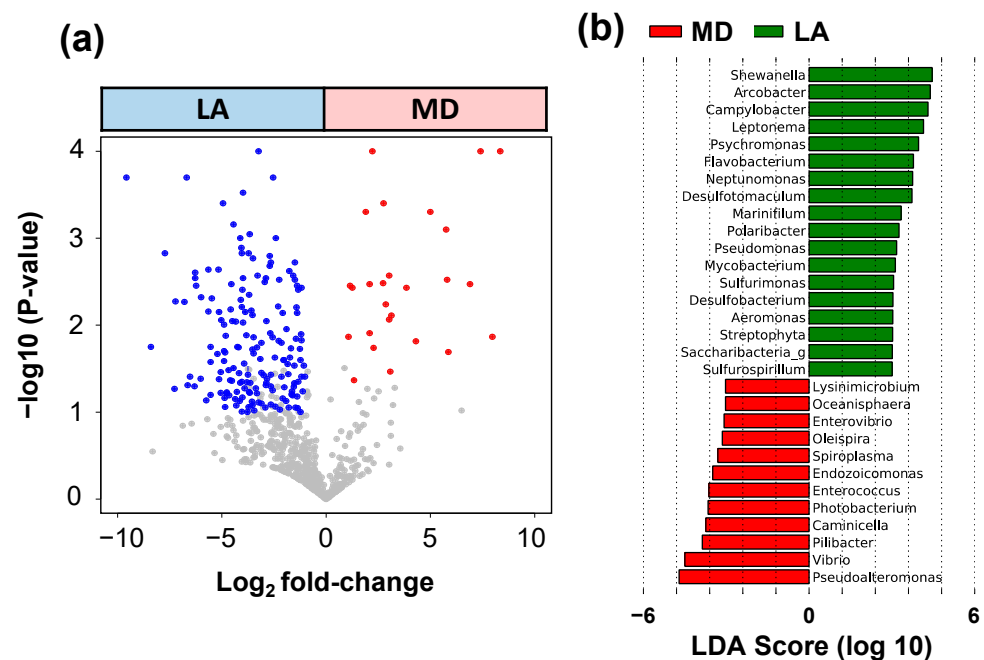 (a)
LA MD
4
3
2
1
0
−10 −5 0 5 10
−log10 (P-value)
Log2 fold-change
(b)
MD LA
Shewanella
Arcobacter
Campylobacter
Leptonema
Psychromonas
Flavobacterium
Neptunomonas
Desulfotomaculum
Marinifilum
Polaribacter
Pseudomonas
Mycobacterium
Sulfurimonas
Desulfobacterium
Aeromonas
Streptophyta
Saccharibacteria_g
Sulfurospirillum
Lysinimicrobium
Oceanisphaera
Enterovibrio
Oleispira
Spiroplasma
Endozoicomonas
Enterococcus
Photobacterium
Caminicella
Pilibacter
Vibrio
Pseudoalteromonas
−6 0 6
LDA Score (log 10)